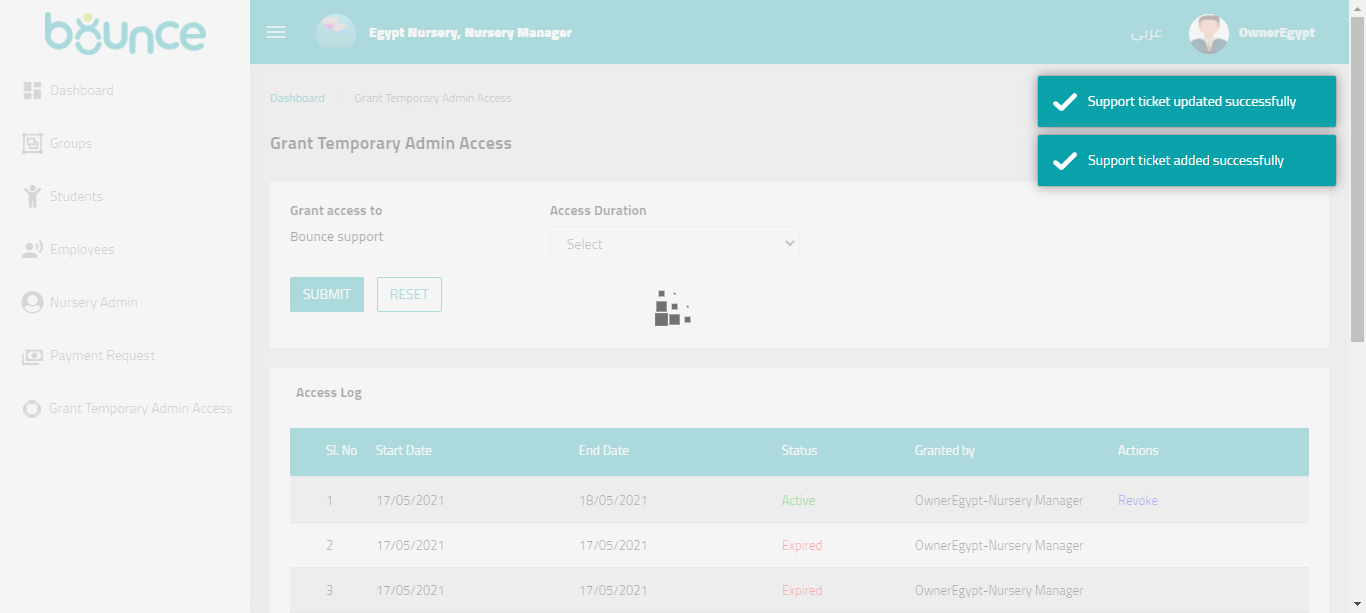 bounce
Egypt Nursery, Nursery Manager
عربي
OwnerEgypt
Dashboard
Groups
Students
Employees
Nursery Admin
Payment Request
Grant Temporary Admin Access
Support ticket updated successfully
Support ticket added successfully
Dashboard
Grant Temporary Admin Access
Grant Temporary Admin Access
Grant access to
Access Duration
Bounce support
Select
SUBMIT
RESET
Access Log
Sl. No Start Date End Date Status Granted by Actions
1 17/05/2021 18/05/2021 Active OwnerEgypt-Nursery Manager Revoke
2 17/05/2021 17/05/2021 Expired OwnerEgypt-Nursery Manager
3 17/05/2021 17/05/2021 Expired OwnerEgypt-Nursery Manager